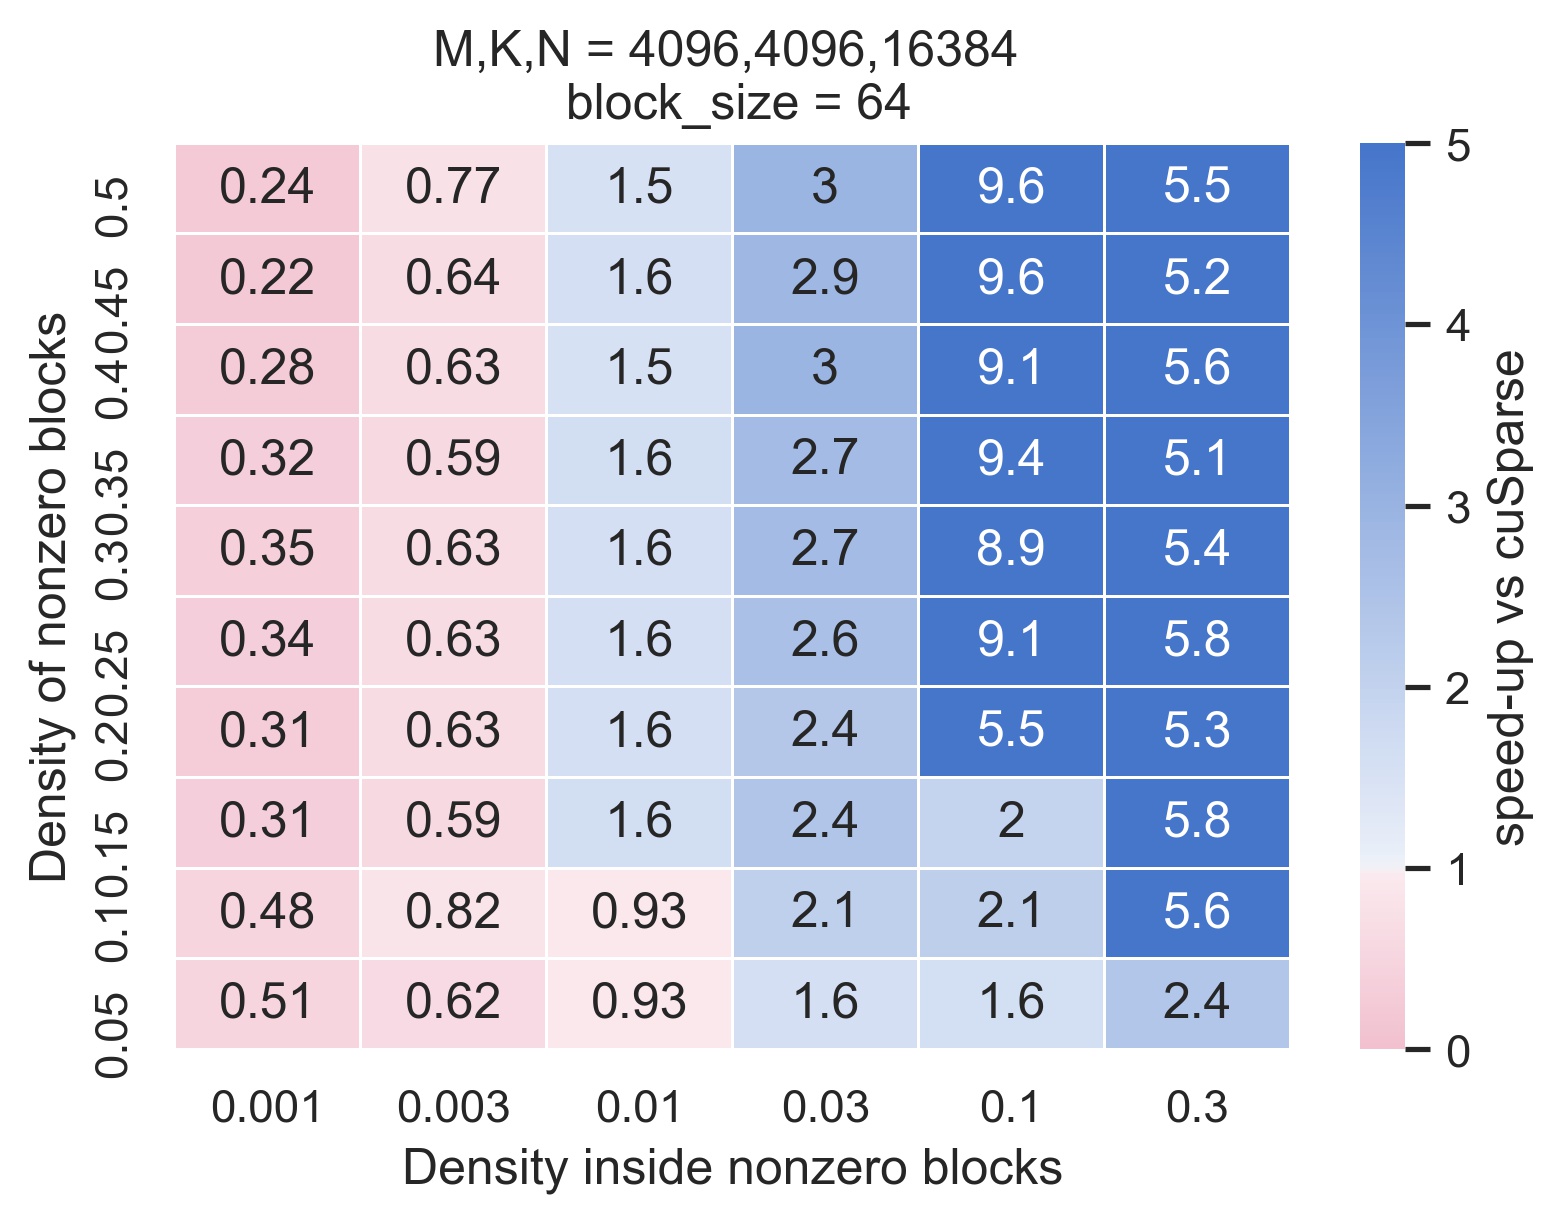 M,K,N = 4096,4096,16384
block_size = 64
Density of nonzero blocks
0.5 0.24 0.77 1.5 3 9.6 5.5
0.45 0.22 0.64 1.6 2.9 9.6 5.2
0.4 0.28 0.63 1.5 3 9.1 5.6
0.35 0.32 0.59 1.6 2.7 9.4 5.1
0.3 0.35 0.63 1.6 2.7 8.9 5.4
0.25 0.34 0.63 1.6 2.6 9.1 5.8
0.2 0.31 0.63 1.6 2.4 5.5 5.3
0.15 0.31 0.59 1.6 2.4 2 5.8
0.1 0.48 0.82 0.93 2.1 2.1 5.6
0.05 0.51 0.62 0.93 1.6 1.6 2.4
0.001 0.003 0.01 0.03 0.1 0.3
Density inside nonzero blocks
5
4
3
2
1
0
speed-up vs cuSparse